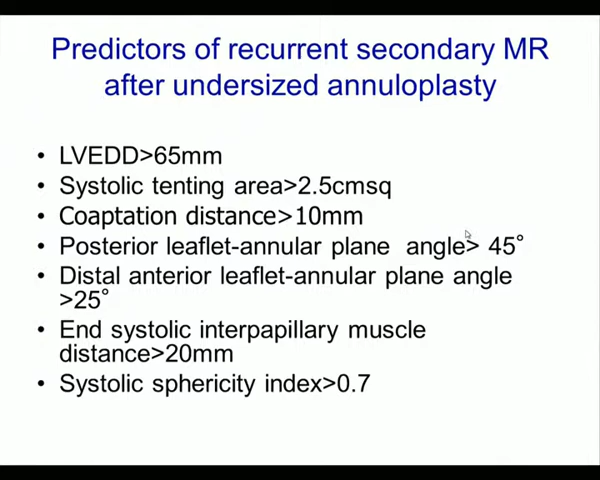 Predictors of recurrent secondary MR
after undersized annuloplasty
• LVEDD>65mm
• Systolic tenting area>2.5cmsq
• Coaptation distance>10mm
• Posterior leaflet-annular plane angle> 45°
• Distal anterior leaflet-annular plane angle
>25°
• End systolic interpapillary muscle
distance>20mm
• Systolic sphericity index>0.7